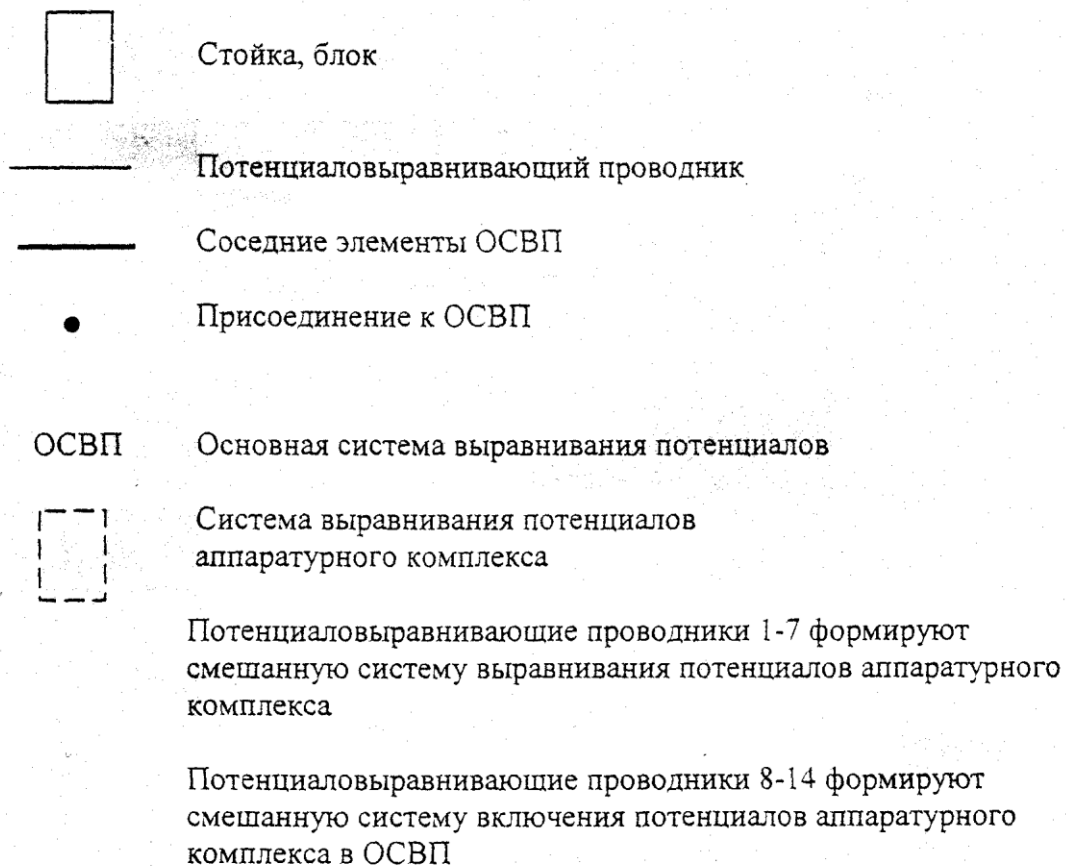 Стойка, блок
Потенциаловыравнивающий проводник
Соседние элементы ОСВП
Присоединение к ОСВП
ОСВП Основная система выравнивания потенциалов
Система выравнивания потенциалов
аппаратурного комплекса
Потенциаловыравнивающие проводники 1-7 формируют
смешанную систему выравнивания потенциалов аппаратурного
комплекса
Потенциаловыравнивающие проводники 8-14 формируют
смешанную систему включения потенциалов аппаратурного
комплекса в ОСВП